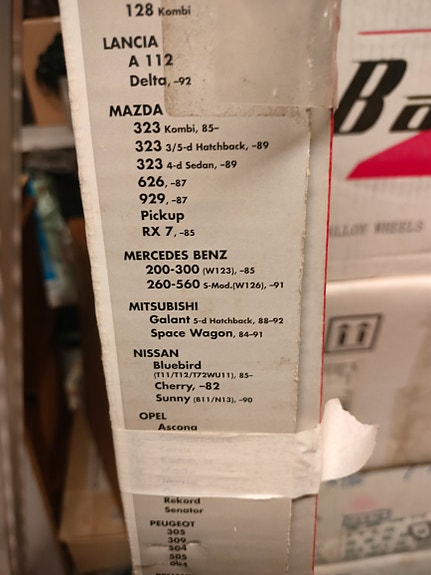 128 Kombi
LANCIA
A 112
Delta, –92
MAZDA
323 Kombi, 85–
323 3/5-d Hatchback, –89
323 4-d Sedan, –89
626, –87
929, –87
Pickup
RX 7, –85
MERCEDES BENZ
200-300 (W123), –85
260-560 S-Mod.(W126), –91
MITSUBISHI
Galant 5-d Hatchback, 88–92
Space Wagon, 84–91
NISSAN
Bluebird
(T11/T12/T72WU11), 85–
Cherry, –82
Sunny (B11/N13), –90
OPEL
Ascona
Rekord
Senator
PEUGEOT
305
309
504
505
Ba
WHEELS